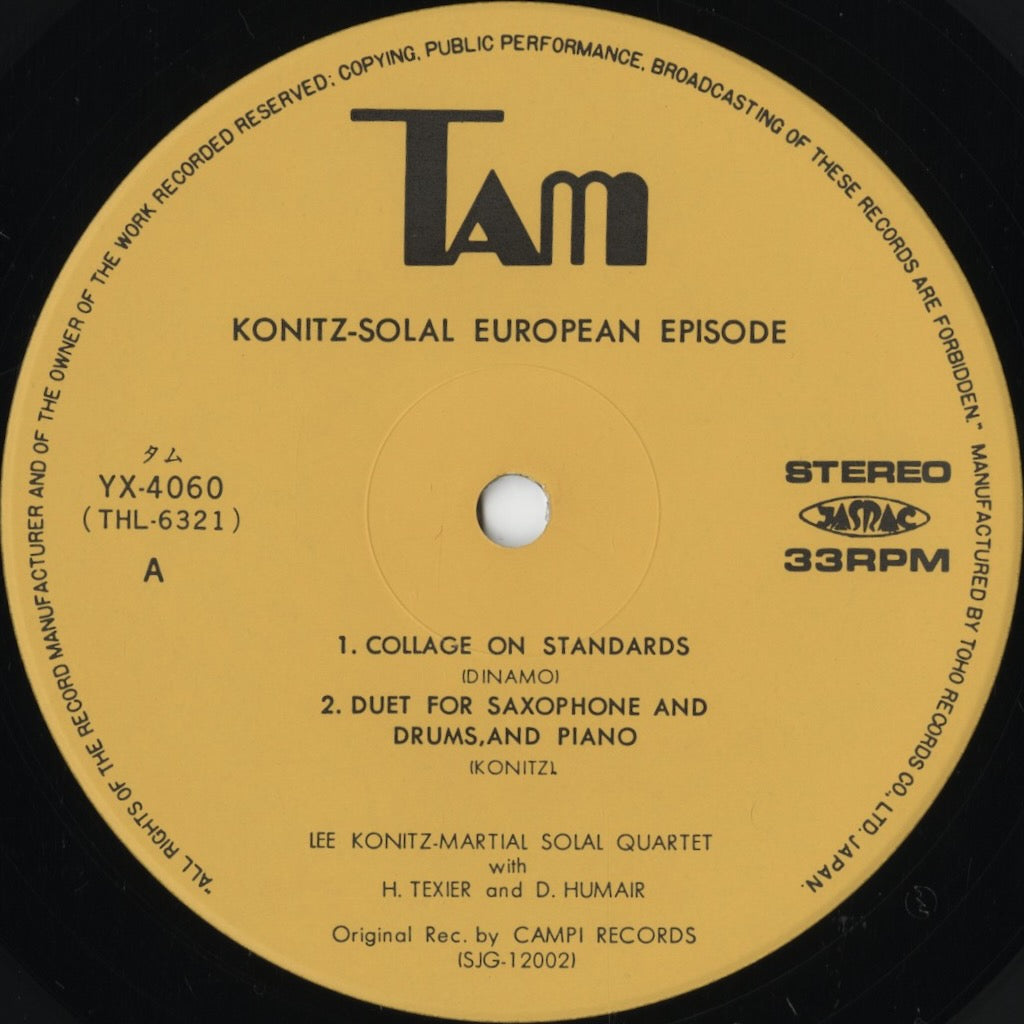 "ALL RIGHTS OF THE RECORD MANUFACTURER AND OF THE OWNER OF THE WORK RECORDED RESERVED; COPYING, PUBLIC PERFORMANCE, BROADCASTING OF THESE RECORDS ARE FORBIDDEN." MANUFACTURED BY TOHO RECORDS CO., LTD. JAPAN.
TAM
KONITZ-SOLAL EUROPEAN EPISODE
タム
YX-4060
(THL-6321)
A
STEREO
JASRAC
33RPM
1. COLLAGE ON STANDARDS
(DINAMO)
2. DUET FOR SAXOPHONE AND
DRUMS,AND PIANO
(KONITZ).
LEE KONITZ-MARTIAL SOLAL QUARTET
with
H. TEXIER and D. HUMAIR
Original Rec. by CAMPI RECORDS
(SJG-12002)